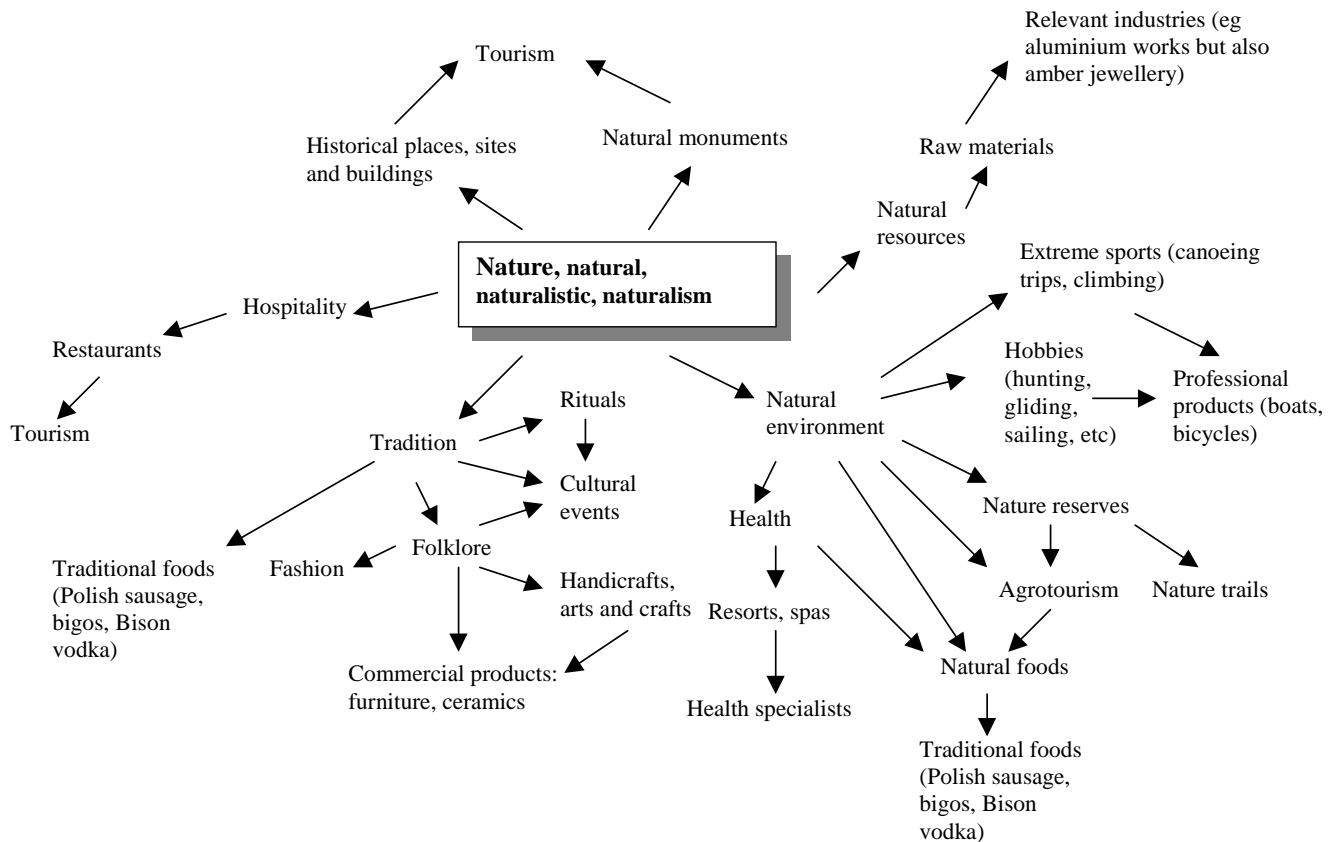 Relevant industries (eg
aluminium works but also
amber jewellery)
Tourism
Historical places, sites
and buildings
Natural monuments
Raw materials
Natural
resources
Nature, natural,
naturalistic, naturalism
Extreme sports (canoeing
trips, climbing)
Hospitality
Restaurants
Tourism
Hobbies
(hunting,
gliding,
sailing, etc)
Professional
products (boats,
bicycles)
Rituals
Natural
environment
Tradition
Cultural
events
Nature reserves
Health
Folklore
Fashion
Traditional foods
(Polish sausage,
bigos, Bison
vodka)
Handicrafts,
arts and crafts
Agrotourism
Nature trails
Resorts, spas
Commercial products:
furniture, ceramics
Natural foods
Health specialists
Traditional foods
(Polish sausage,
bigos, Bison
vodka)